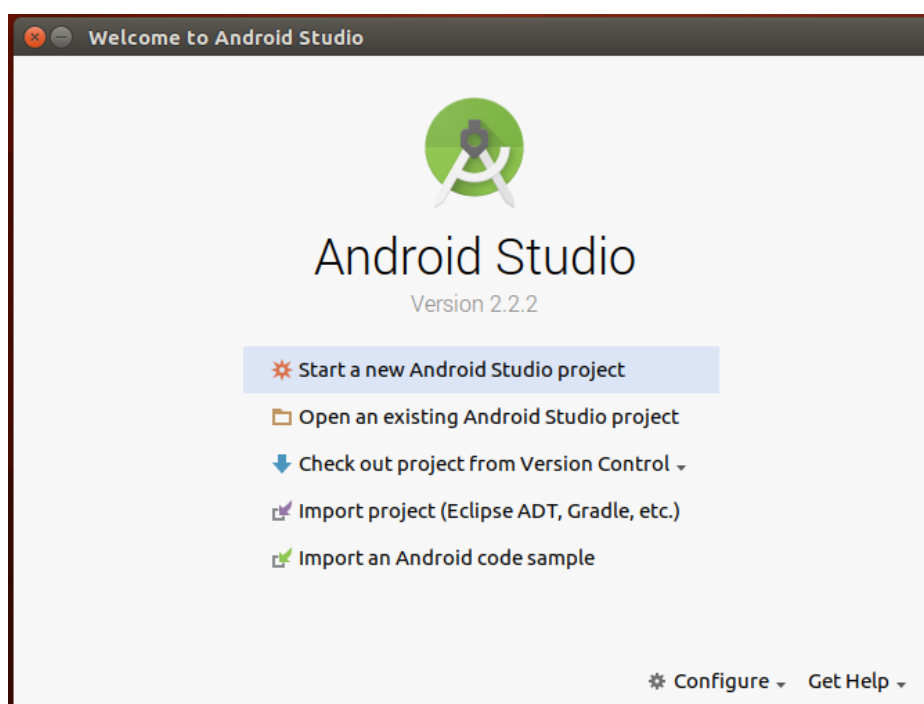 Welcome to Android Studio
Android Studio
Version 2.2.2
Start a new Android Studio project
Open an existing Android Studio project
Check out project from Version Control
Import project (Eclipse ADT, Gradle, etc.)
Import an Android code sample
Configure Get Help